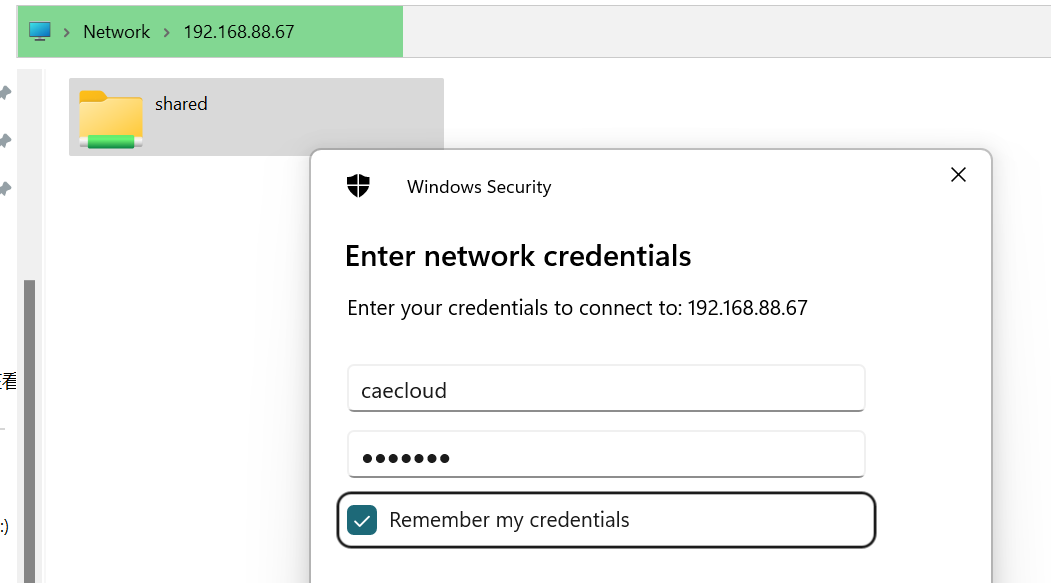 Network
192.168.88.67
shared
Windows Security
Enter network credentials
Enter your credentials to connect to: 192.168.88.67
caecloud
•••••••
Remember my credentials
看
:)